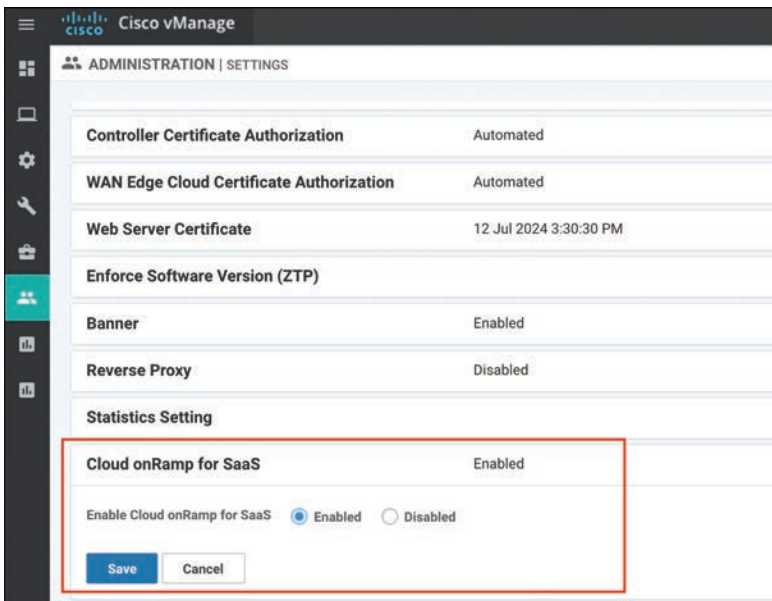 CISCO Cisco vManage
ADMINISTRATION | SETTINGS
Controller Certificate Authorization Automated
WAN Edge Cloud Certificate Authorization Automated
Web Server Certificate 12 Jul 2024 3:30:30 PM
Enforce Software Version (ZTP)
Banner Enabled
Reverse Proxy Disabled
Statistics Setting
Cloud onRamp for SaaS Enabled
Enable Cloud onRamp for SaaS Enabled Disabled
Save Cancel